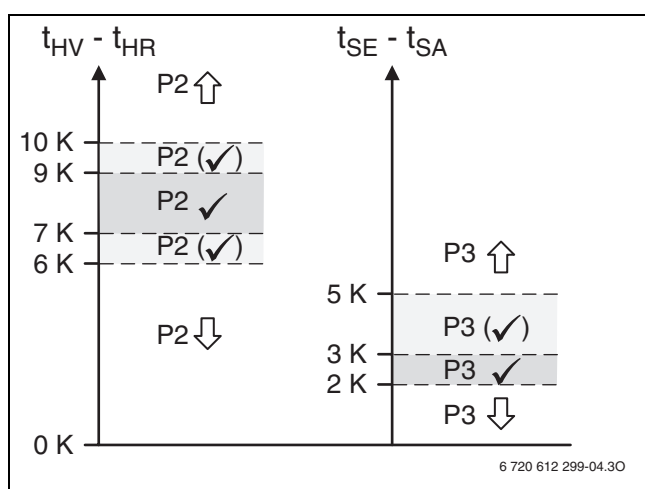 tHV - tHR
tSE - tSA
P2 ⇧
10 K
P2 (✓)
9 K
P2 ✓
7 K
P2 (✓)
6 K
P3 ⇧
5 K
P2 ⇩
P3 (✓)
3 K
P3 ✓
2 K
P3 ⇩
0 K
6 720 612 299-04.3O